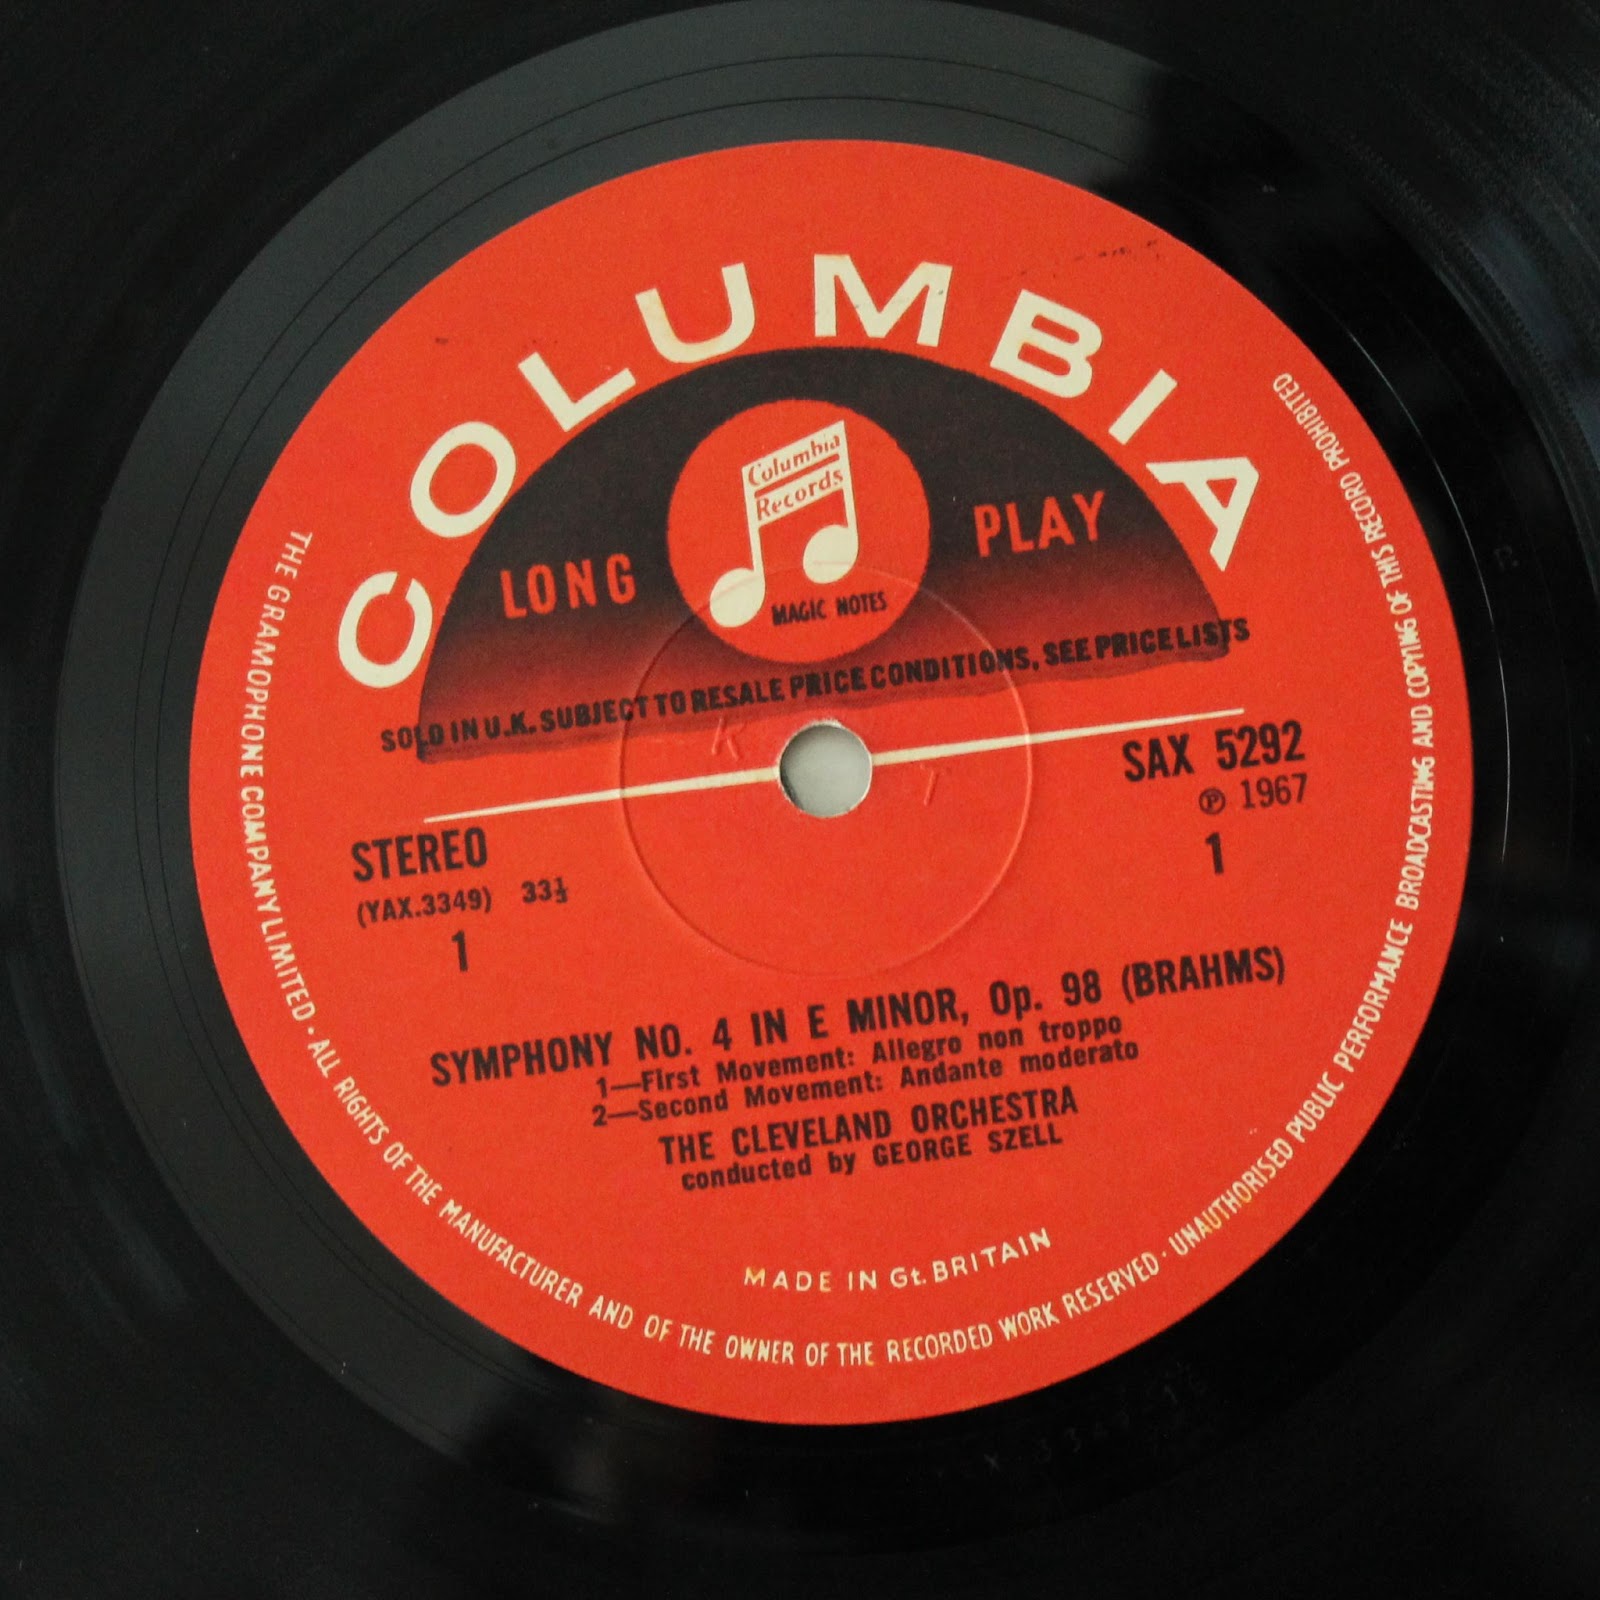 COLUMBIA
Columbia
Records
LONG PLAY
MAGIC NOTES
SOLD IN U.K. SUBJECT TO RESALE PRICE CONDITIONS, SEE PRICE LISTS
K T
SAX 5292
Ⓟ 1967
1
STEREO
(YAX.3349) 33⅓
1
SYMPHONY NO. 4 IN E MINOR, Op. 98 (BRAHMS)
1—First Movement: Allegro non troppo
2—Second Movement: Andante moderato
THE CLEVELAND ORCHESTRA
conducted by GEORGE SZELL
MADE IN Gt. BRITAIN
THE GRAMOPHONE COMPANY LIMITED · ALL RIGHTS OF THE MANUFACTURER AND OF THE OWNER OF THE RECORDED WORK RESERVED · UNAUTHORISED PUBLIC PERFORMANCE BROADCASTING AND COPYING OF THIS RECORD PROHIBITED